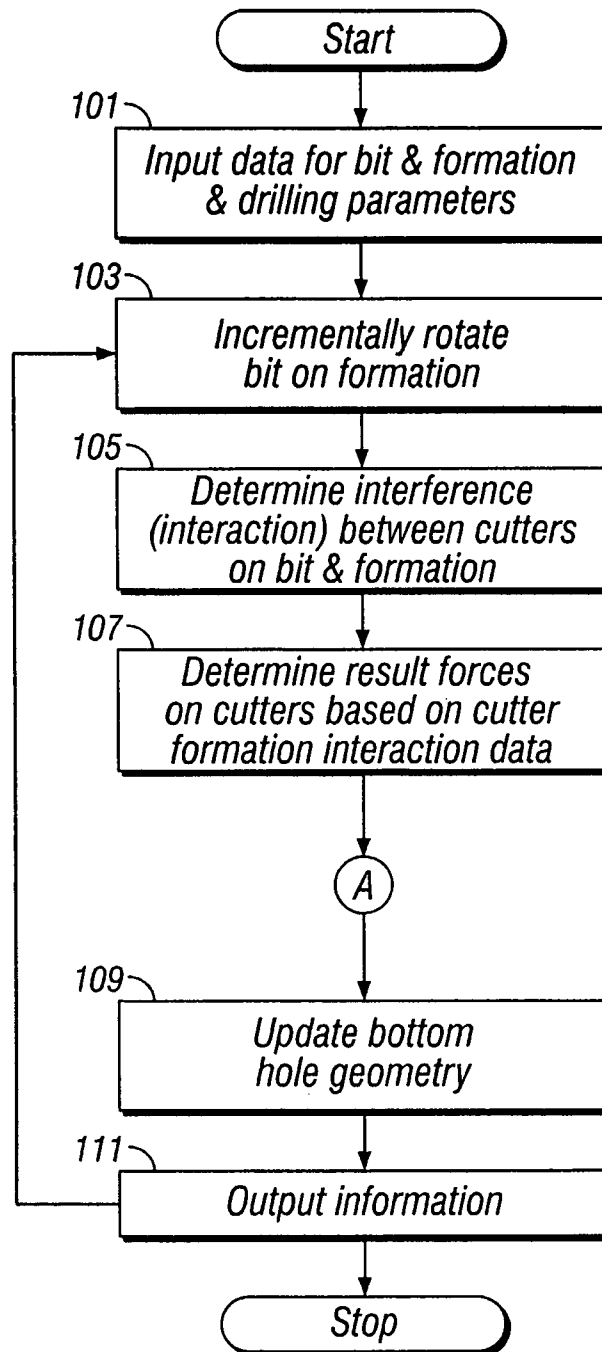 Start
101
Input data for bit & formation
& drilling parameters
103
Incrementally rotate
bit on formation
105
Determine interference
(interaction) between cutters
on bit & formation
107
Determine result forces
on cutters based on cutter
formation interaction data
A
109
Update bottom
hole geometry
111
Output information
Stop